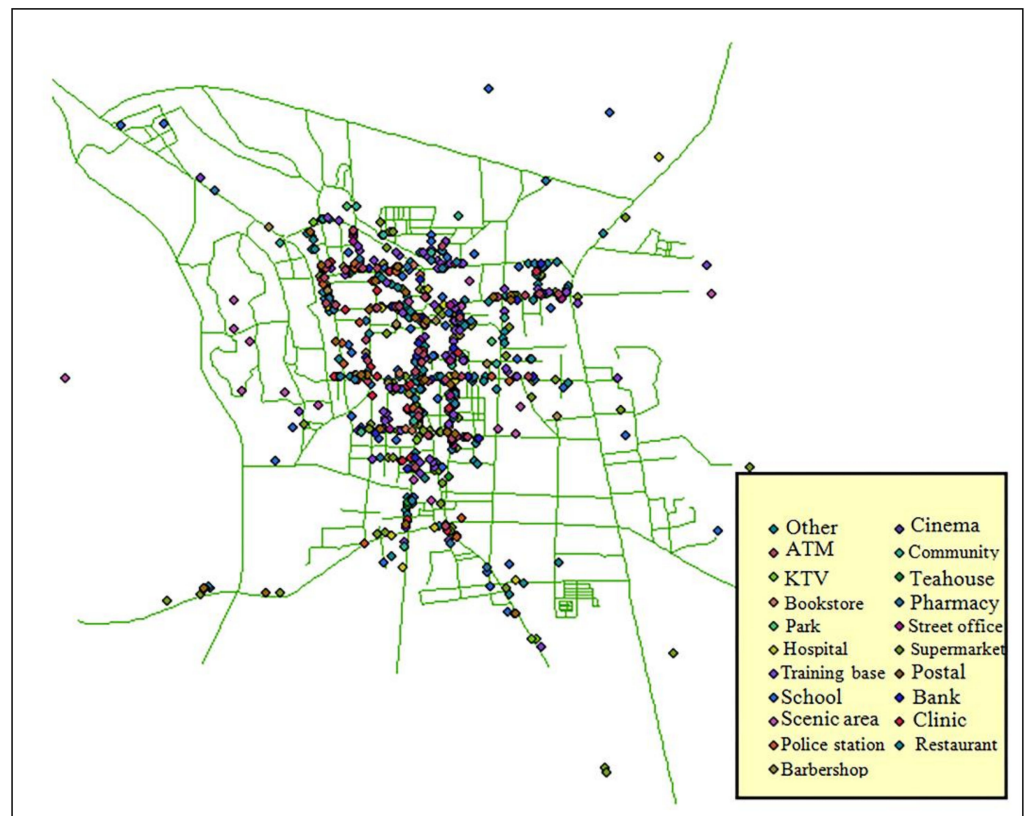 Other
Cinema
ATM
Community
KTV
Teahouse
Bookstore
Pharmacy
Park
Street office
Hospital
Supermarket
Training base
Postal
School
Bank
Scenic area
Clinic
Police station
Restaurant
Barbershop